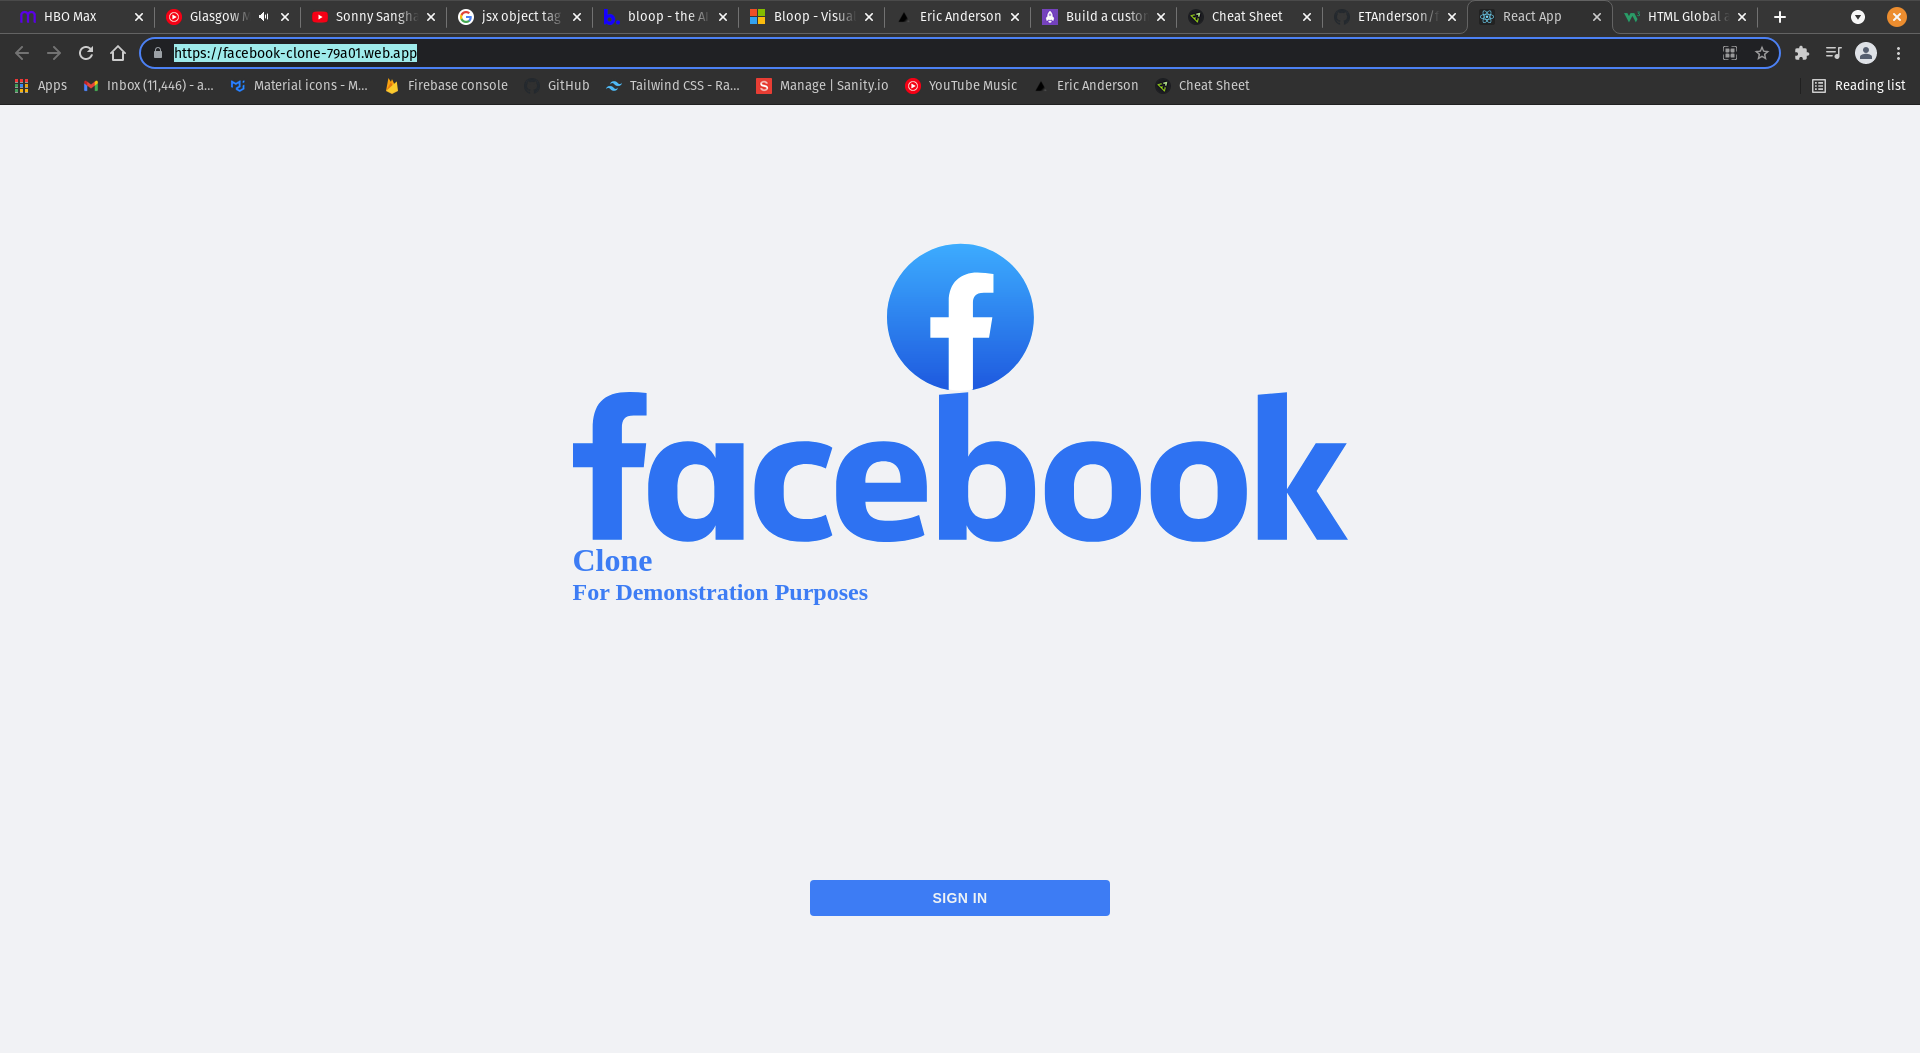 HBO Max
Glasgow M
Sonny Sangha
jsx object tag
bloop - the AI
Bloop - Visual
Eric Anderson
Build a custom
Cheat Sheet
ETAnderson/f
React App
HTML Global a
https://facebook-clone-79a01.web.app
Apps
Inbox (11,446) - a...
Material icons - M...
Firebase console
GitHub
Tailwind CSS - Ra...
Manage | Sanity.io
YouTube Music
Eric Anderson
Cheat Sheet
Reading list
facebook
Clone
For Demonstration Purposes
SIGN IN